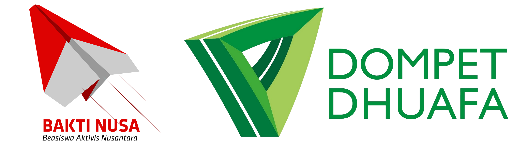 BAKTI NUSA
Beasiswa Aktivis Nusantara
DOMPET
DHUAFA